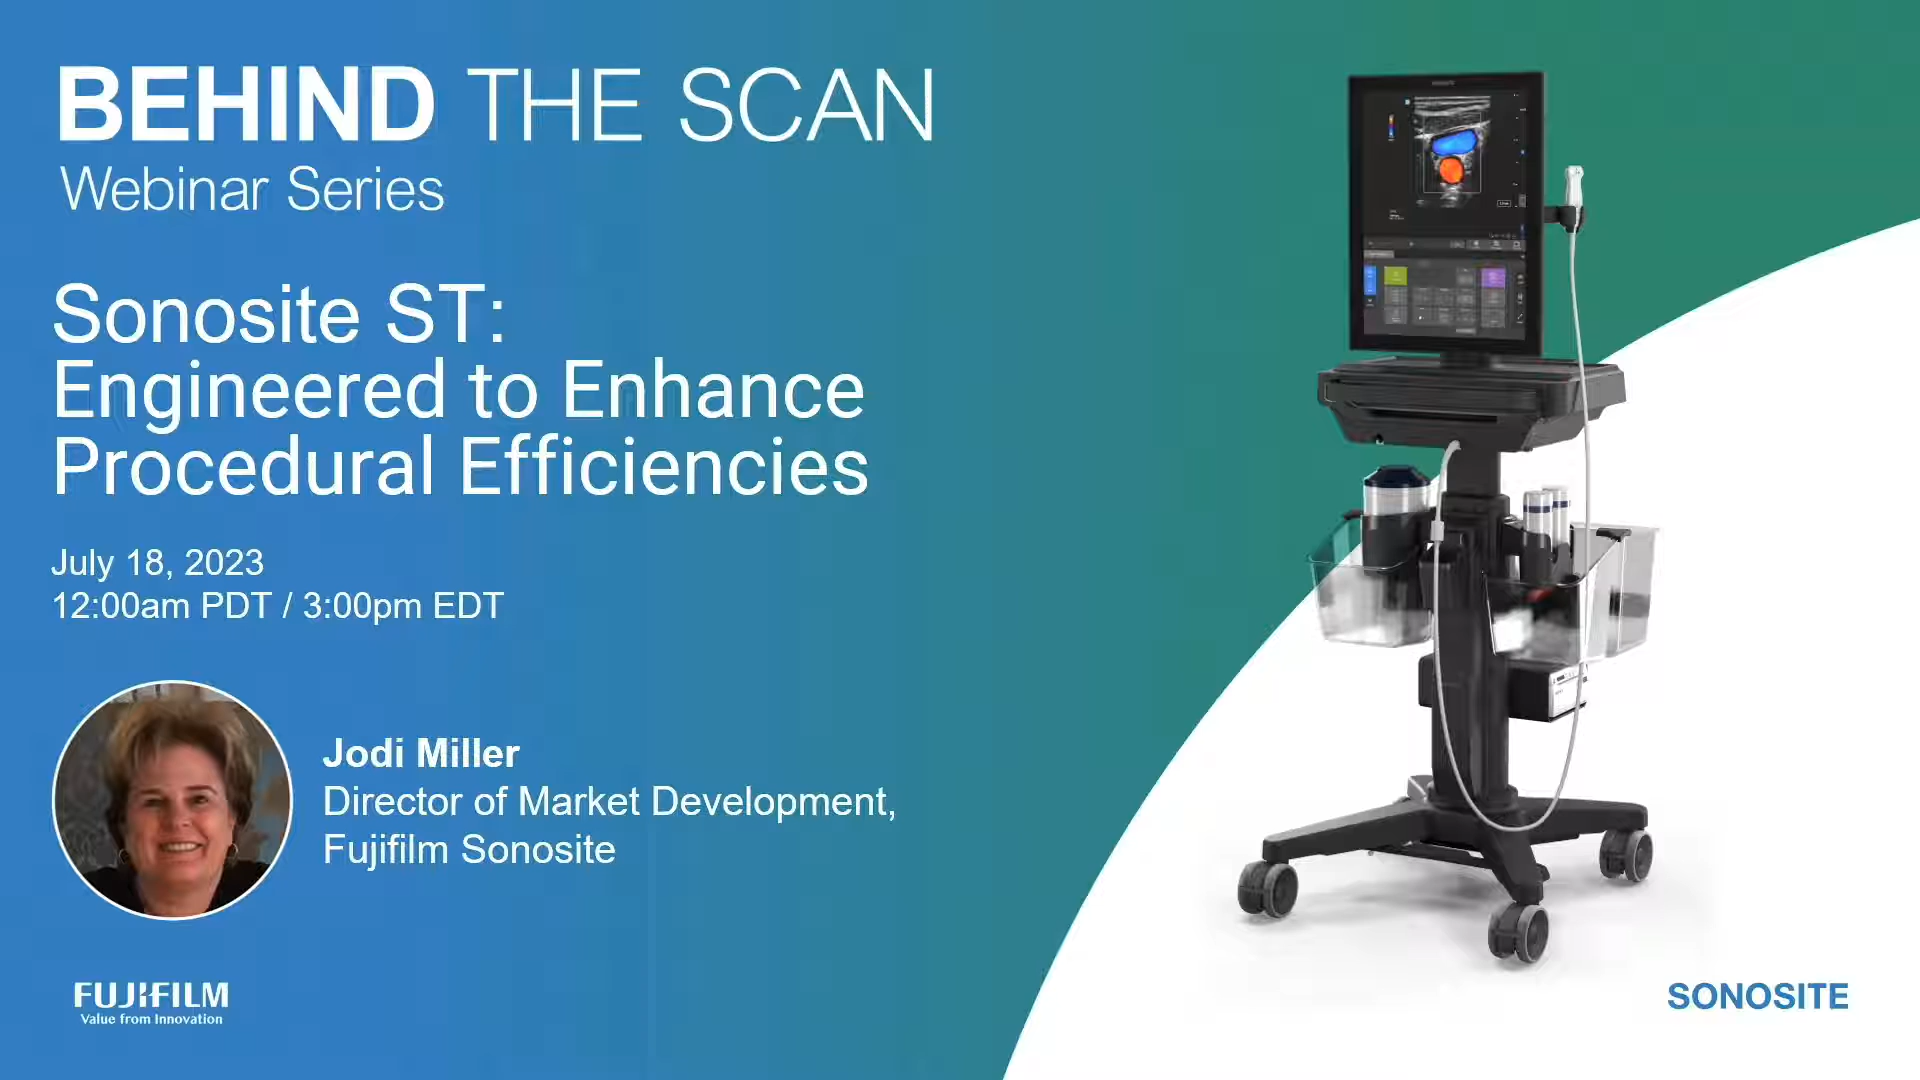 BEHIND THE SCAN
Webinar Series
Sonosite ST:
Engineered to Enhance
Procedural Efficiencies
July 18, 2023
12:00am PDT / 3:00pm EDT
Jodi Miller
Director of Market Development,
Fujifilm Sonosite
FUJIFILM
Value from Innovation
SONOSITE